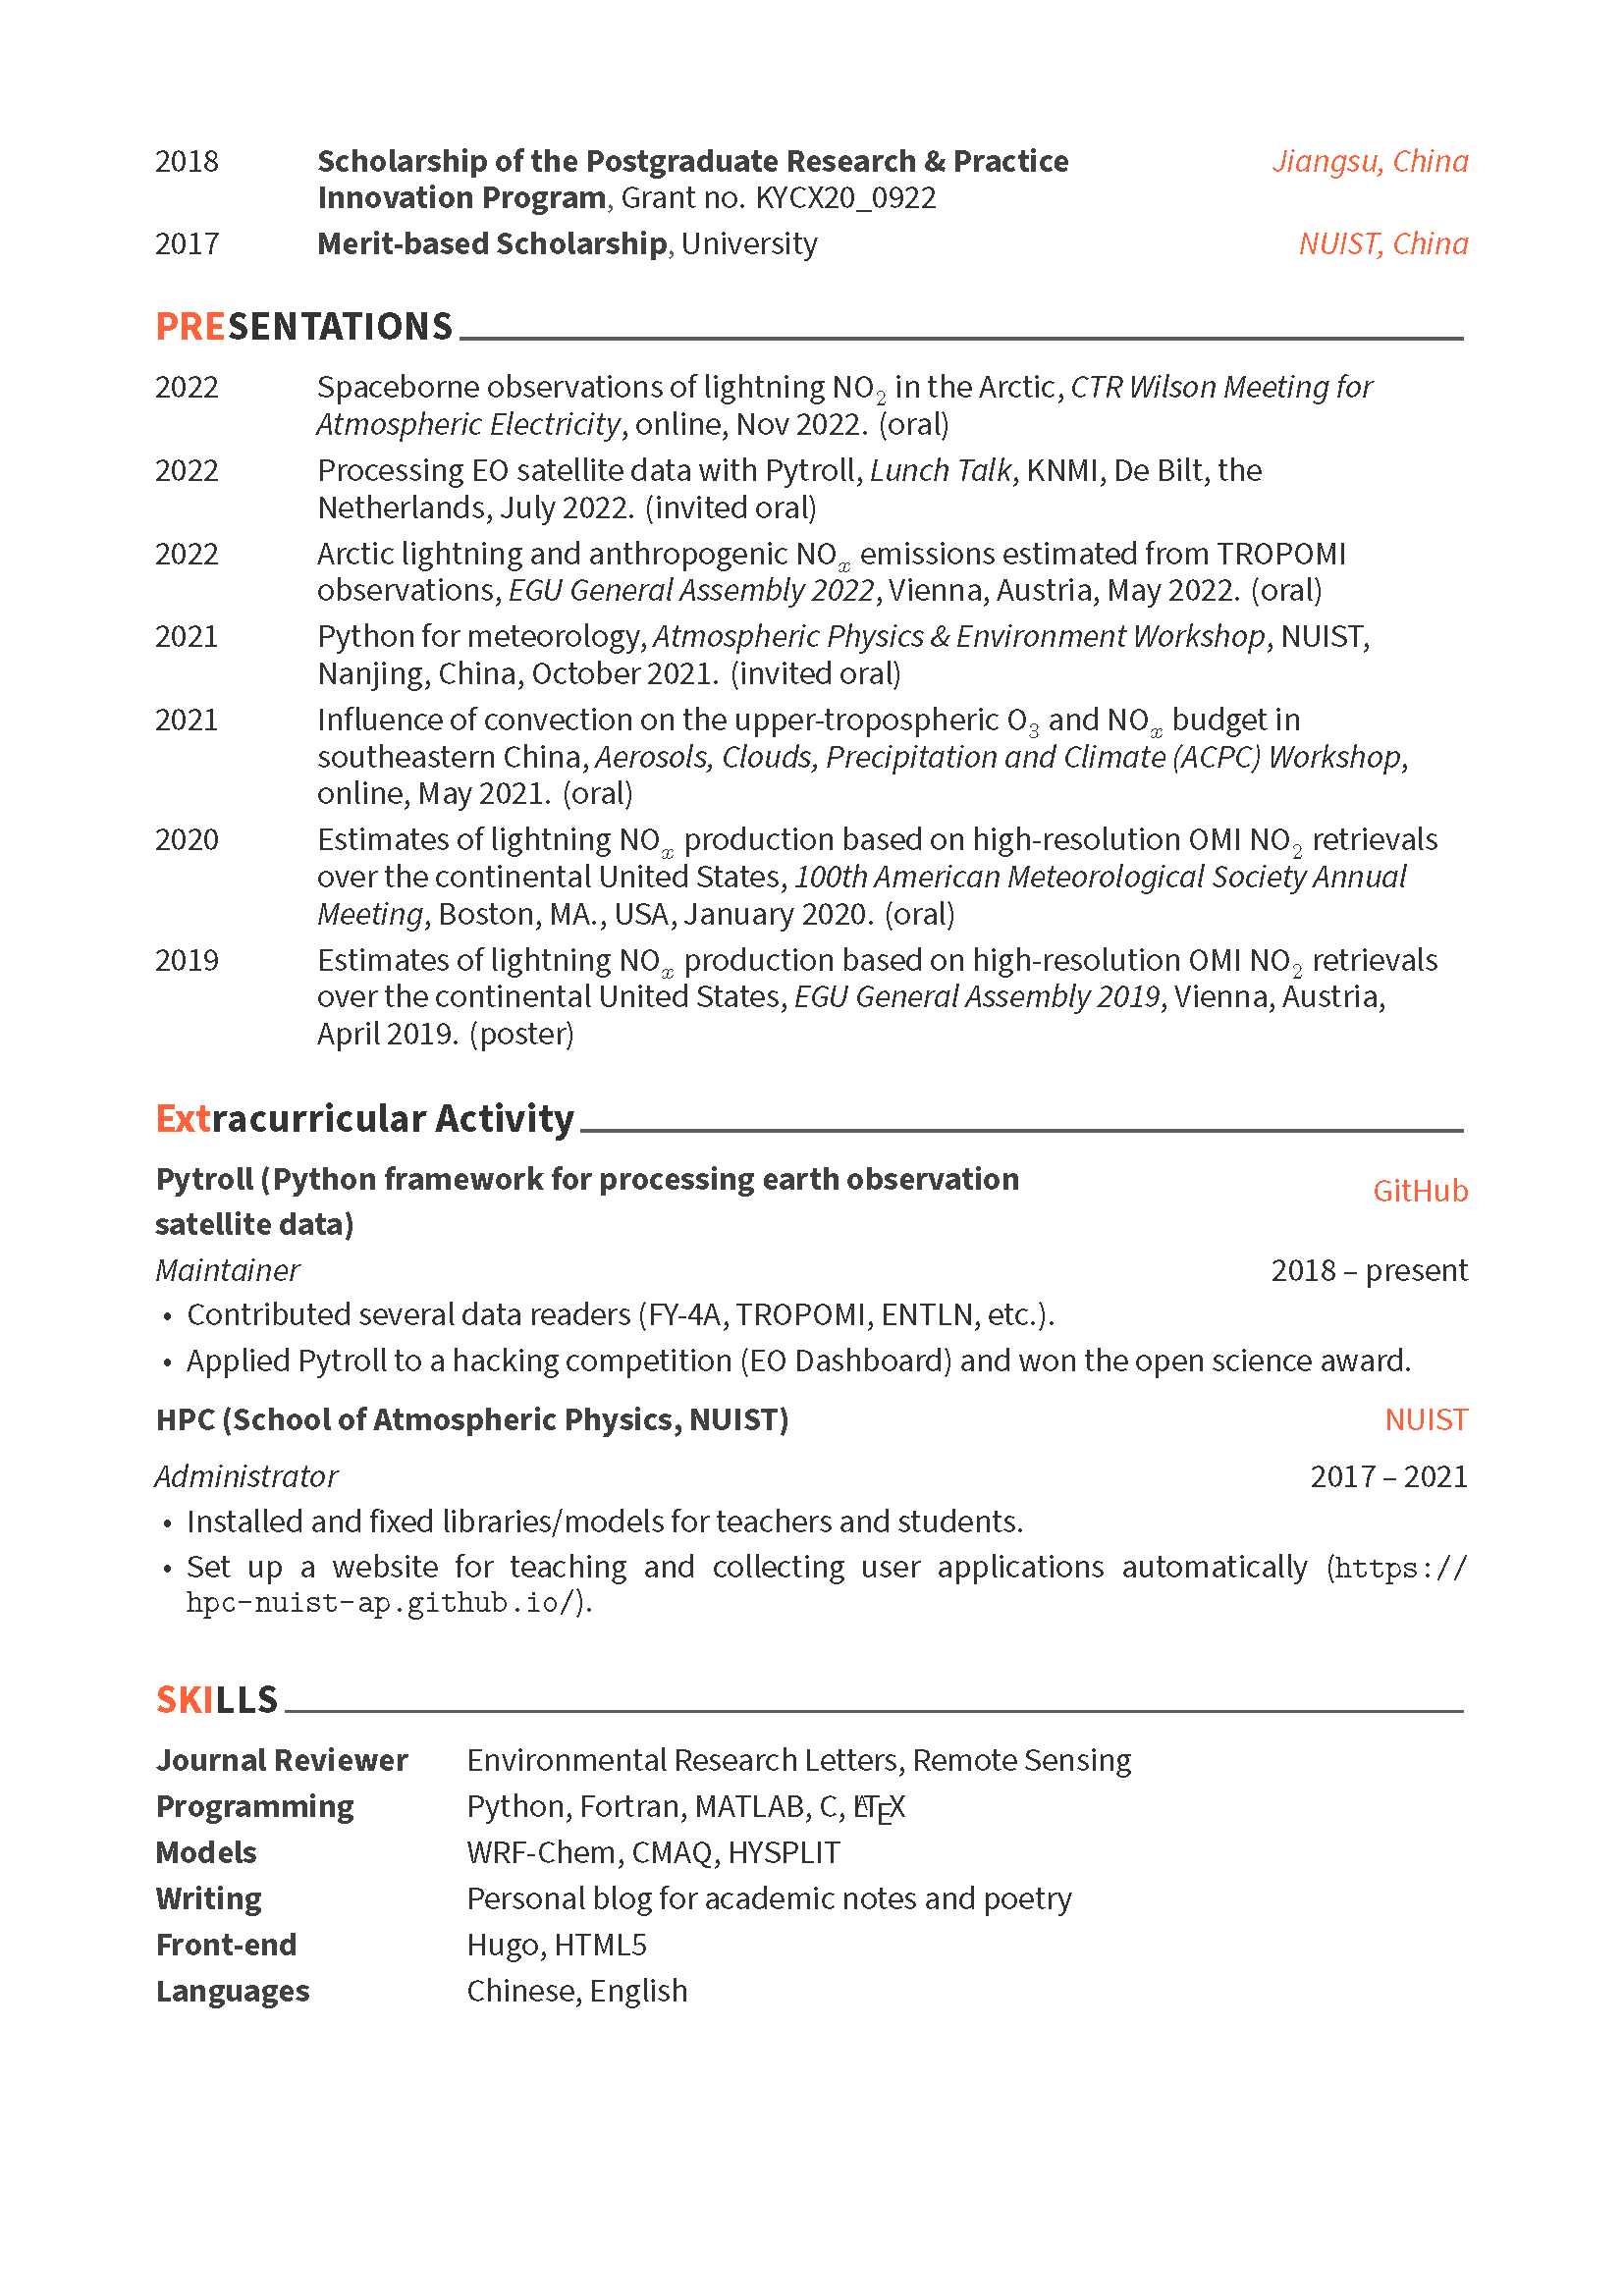 2018 Scholarship of the Postgraduate Research & Practice Jiangsu, China
Innovation Program, Grant no. KYCX20_0922
2017 Merit-based Scholarship, University NUIST, China
PRESENTATIONS
2022 Spaceborne observations of lightning NO₂ in the Arctic, CTR Wilson Meeting for
Atmospheric Electricity, online, Nov 2022. (oral)
2022 Processing EO satellite data with Pytroll, Lunch Talk, KNMI, De Bilt, the
Netherlands, July 2022. (invited oral)
2022 Arctic lightning and anthropogenic NOₓ emissions estimated from TROPOMI
observations, EGU General Assembly 2022, Vienna, Austria, May 2022. (oral)
2021 Python for meteorology, Atmospheric Physics & Environment Workshop, NUIST,
Nanjing, China, October 2021. (invited oral)
2021 Influence of convection on the upper-tropospheric O₃ and NOₓ budget in
southeastern China, Aerosols, Clouds, Precipitation and Climate (ACPC) Workshop,
online, May 2021. (oral)
2020 Estimates of lightning NOₓ production based on high-resolution OMI NO₂ retrievals
over the continental United States, 100th American Meteorological Society Annual
Meeting, Boston, MA., USA, January 2020. (oral)
2019 Estimates of lightning NOₓ production based on high-resolution OMI NO₂ retrievals
over the continental United States, EGU General Assembly 2019, Vienna, Austria,
April 2019. (poster)
Extracurricular Activity
Pytroll (Python framework for processing earth observation GitHub
satellite data)
Maintainer 2018 – present
• Contributed several data readers (FY-4A, TROPOMI, ENTLN, etc.).
• Applied Pytroll to a hacking competition (EO Dashboard) and won the open science award.
HPC (School of Atmospheric Physics, NUIST) NUIST
Administrator 2017 – 2021
• Installed and fixed libraries/models for teachers and students.
• Set up a website for teaching and collecting user applications automatically (https://
hpc-nuist-ap.github.io/).
SKILLS
Journal Reviewer Environmental Research Letters, Remote Sensing
Programming Python, Fortran, MATLAB, C, LATEX
Models WRF-Chem, CMAQ, HYSPLIT
Writing Personal blog for academic notes and poetry
Front-end Hugo, HTML5
Languages Chinese, English